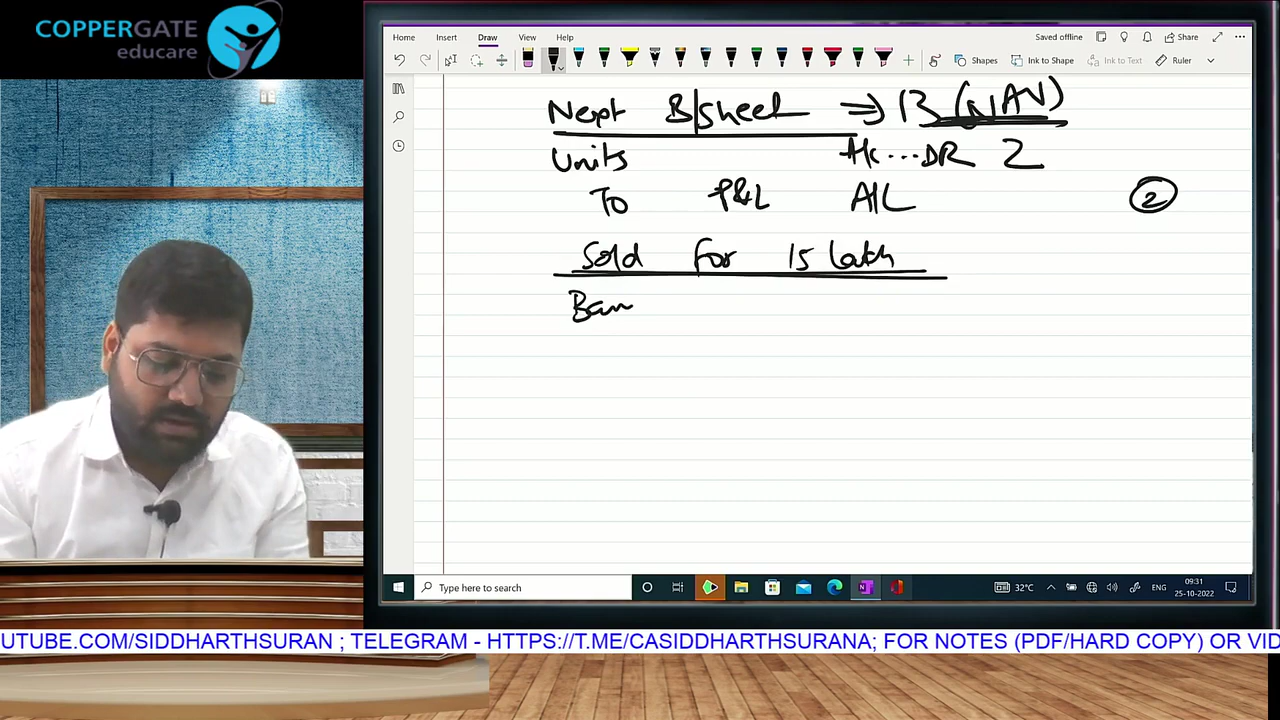 COPPERGATE
educare
Home Insert Draw View Help
Saved offline
Share
Shapes
Ink to Shape
Ink to Text
Ruler
Next B/sheet ⇒ 13 (NAV)
Units A/c ... DR 2
To P&L A/c 2
Sold for 15 lakh
Ban
Type here to search
32°C
ENG
09:31
25-10-2022
UTUBE.COM/SIDDHARTHSURAN ; TELEGRAM - HTTPS://T.ME/CASIDDHARTHSURANA; FOR NOTES (PDF/HARD COPY) OR VID